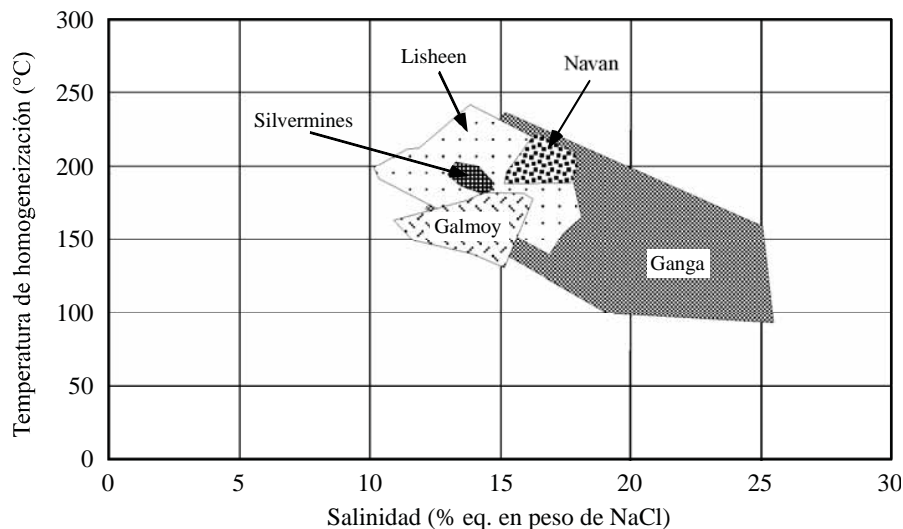 300
250
200
150
100
50
0
Temperatura de homogeneización (°C)
Lisheen
Navan
Silvermines
Galmoy
Ganga
0 5 10 15 20 25 30
Salinidad (% eq. en peso de NaCl)